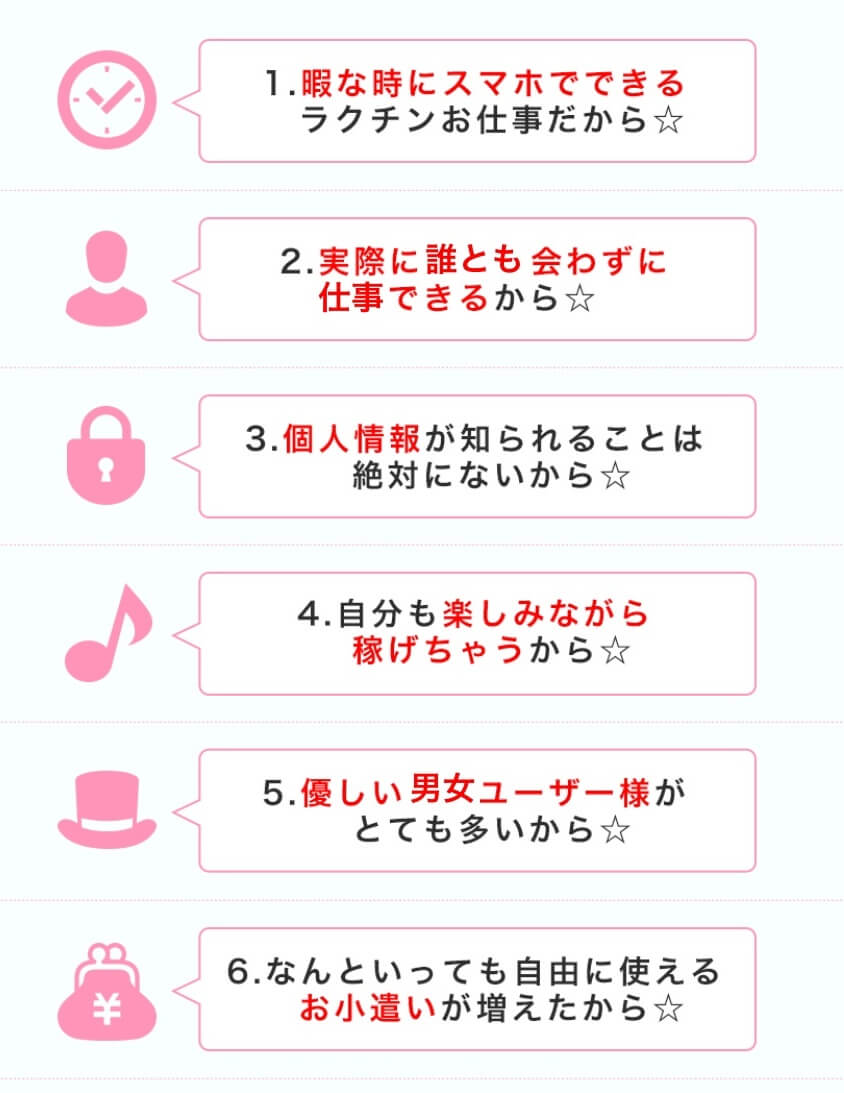 1.暇な時にスマホでできる
ラクチンお仕事だから☆
2.実際に誰とも会わずに
仕事できるから☆
3.個人情報が知られることは
絶対にないから☆
4.自分も楽しみながら
稼げちゃうから☆
5.優しい男女ユーザー様が
とても多いから☆
¥
6.なんといっても自由に使える
お小遣いが増えたから☆